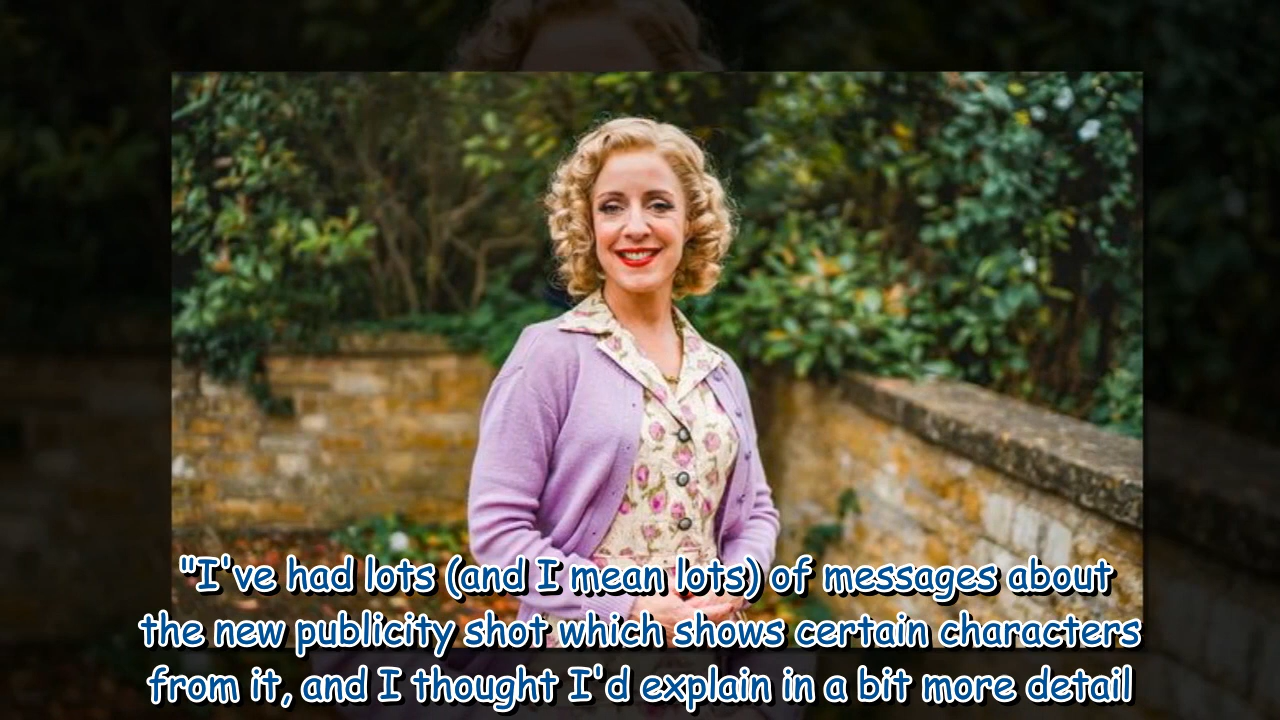 "I've had lots (and I mean lots) of messages about
the new publicity shot which shows certain characters
from it, and I thought I'd explain in a bit more detail